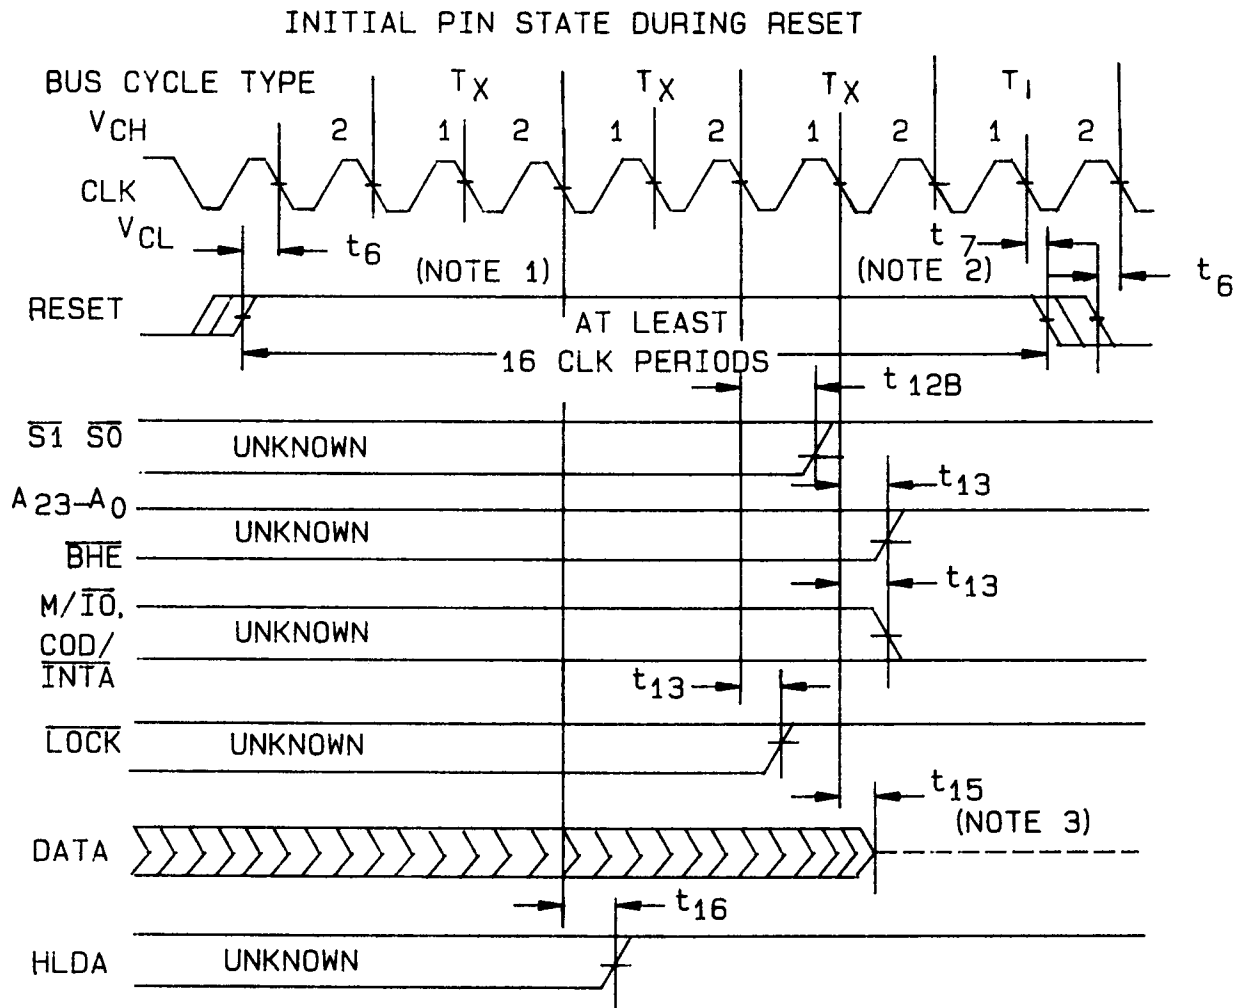 INITIAL PIN STATE DURING RESET
BUS CYCLE TYPE TX TX TX TI
VCH 2 1 2 1 2 1 2 1 2
CLK
VCL t6 t7
(NOTE 1) (NOTE 2) t6
RESET
AT LEAST
16 CLK PERIODS
t12B
S1 S0 UNKNOWN
A23-A0 t13
UNKNOWN
BHE
t13
M/IO,
COD/ UNKNOWN
INTA
t13
LOCK UNKNOWN
t15
(NOTE 3)
DATA
t16
HLDA UNKNOWN